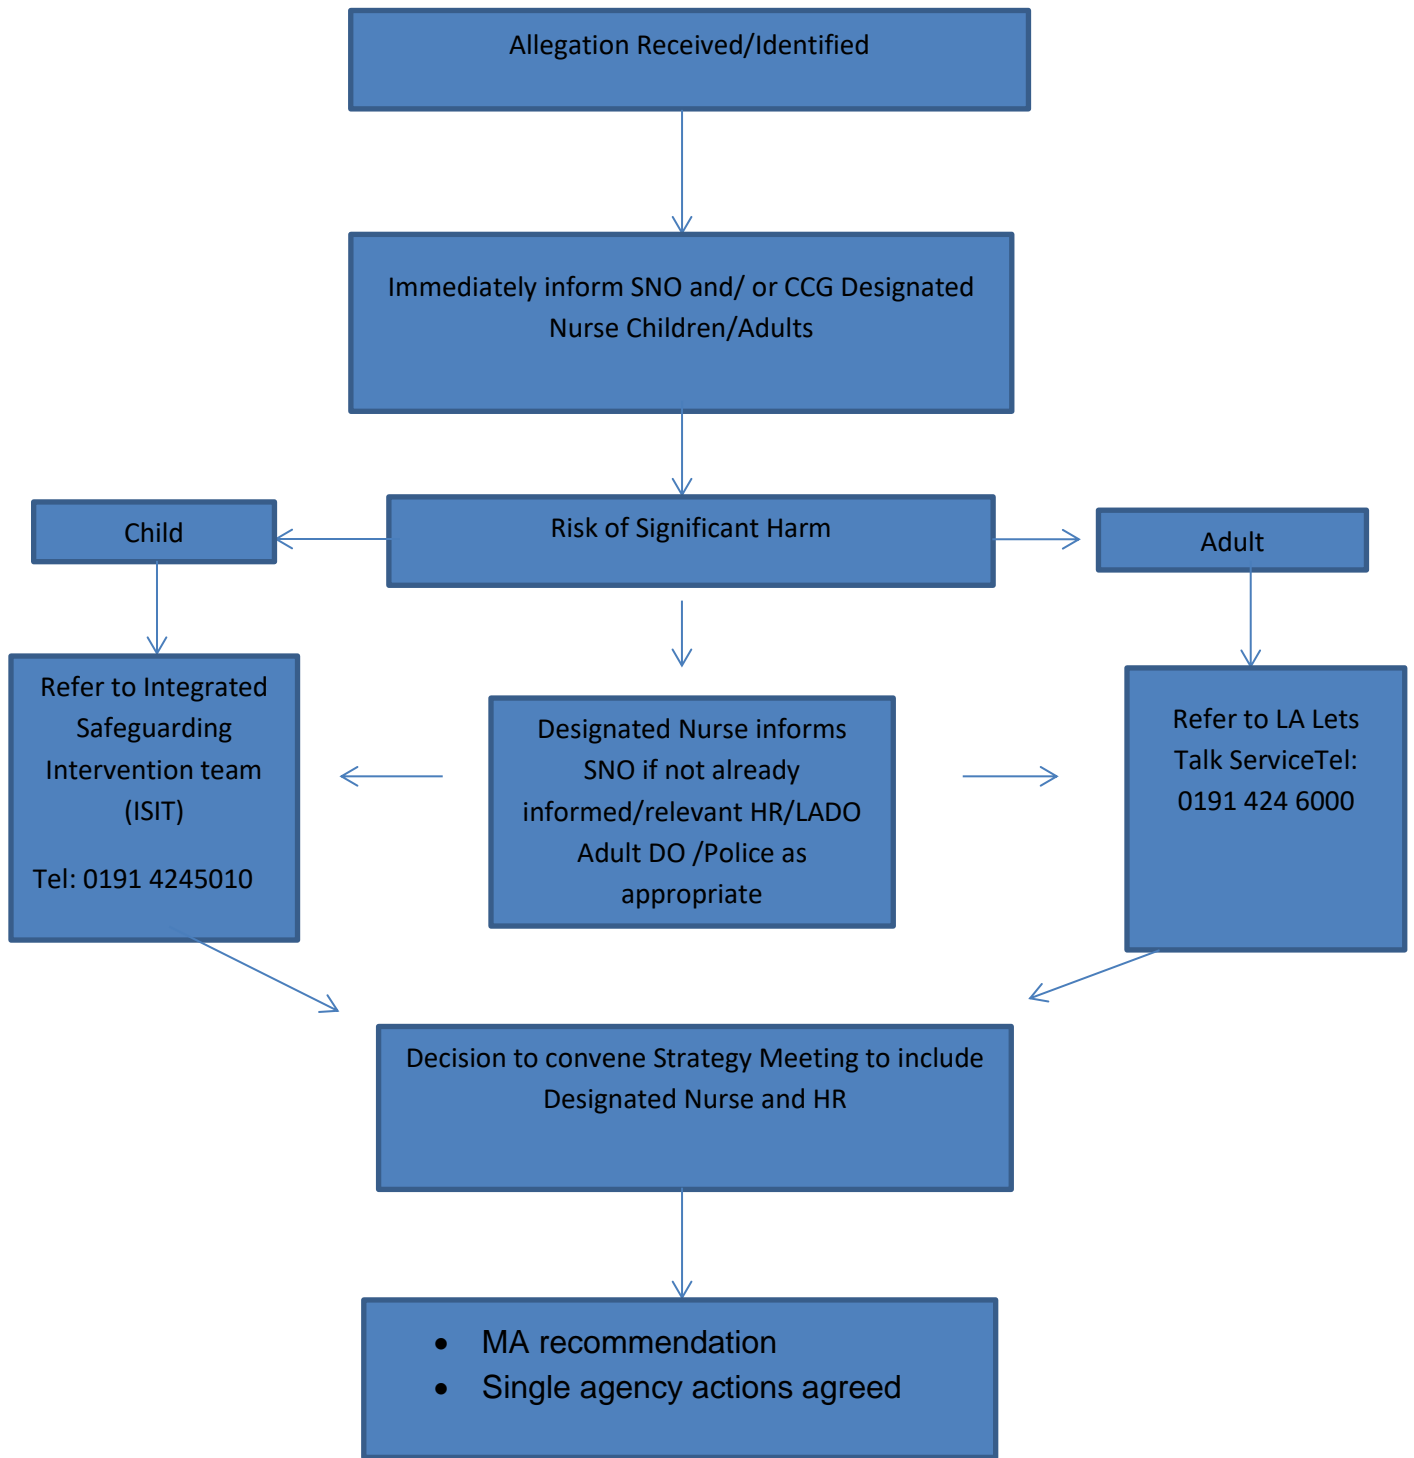 Allegation Received/Identified
Immediately inform SNO and/ or CCG Designated
Nurse Children/Adults
Child
Risk of Significant Harm
Adult
Refer to Integrated
Safeguarding
Intervention team
(ISIT)
Tel: 0191 4245010
Designated Nurse informs
SNO if not already
informed/relevant HR/LADO
Adult DO /Police as
appropriate
Refer to LA Lets
Talk ServiceTel:
0191 424 6000
Decision to convene Strategy Meeting to include
Designated Nurse and HR
• MA recommendation
• Single agency actions agreed